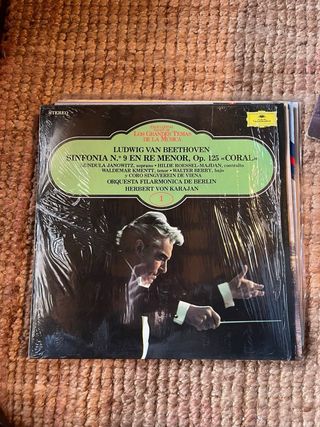 STEREO
LOS GRANDES TEMAS
DE LA MUSICA
LUDWIG VAN BEETHOVEN
SINFONIA N.º 9 EN RE MENOR, Op. 125 «CORAL»
GUNDULA JANOWITZ, soprano • HILDE ROESSEL-MAJDAN, contralto
WALDEMAR KMENTT, tenor • WALTER BERRY, bajo
y CORO SINGVEREIN DE VIENA
ORQUESTA FILARMONICA DE BERLIN
HERBERT VON KARAJAN
1